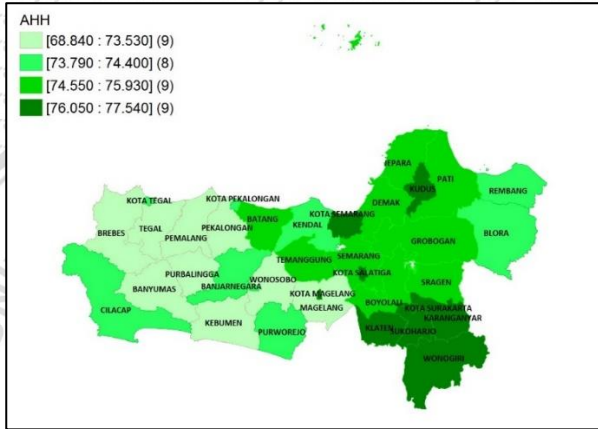 AHH
[68.840 : 73.530] (9)
[73.790 : 74.400] (8)
[74.550 : 75.930] (9)
[76.050 : 77.540] (9)
JEPARA
PATI
KUDUS
REMBANG
KOTA TEGAL
KOTA PEKALONGAN
DEMAK
KOTA SEMARANG
BREBES
TEGAL
PEMALANG
PEKALONGAN
BATANG
KENDAL
BLORA
GROBOGAN
SEMARANG
TEMANGGUNG
PURBALINGGA
WONOSOBO
KOTA SALATIGA
SRAGEN
BANYUMAS
BANJARNEGARA
KOTA MAGELANG
MAGELANG
BOYOLALI
CILACAP
KEBUMEN
PURWOREJO
KOTA SURAKARTA
KARANGANYAR
KLATEN
SUKOHARJO
WONOGIRI